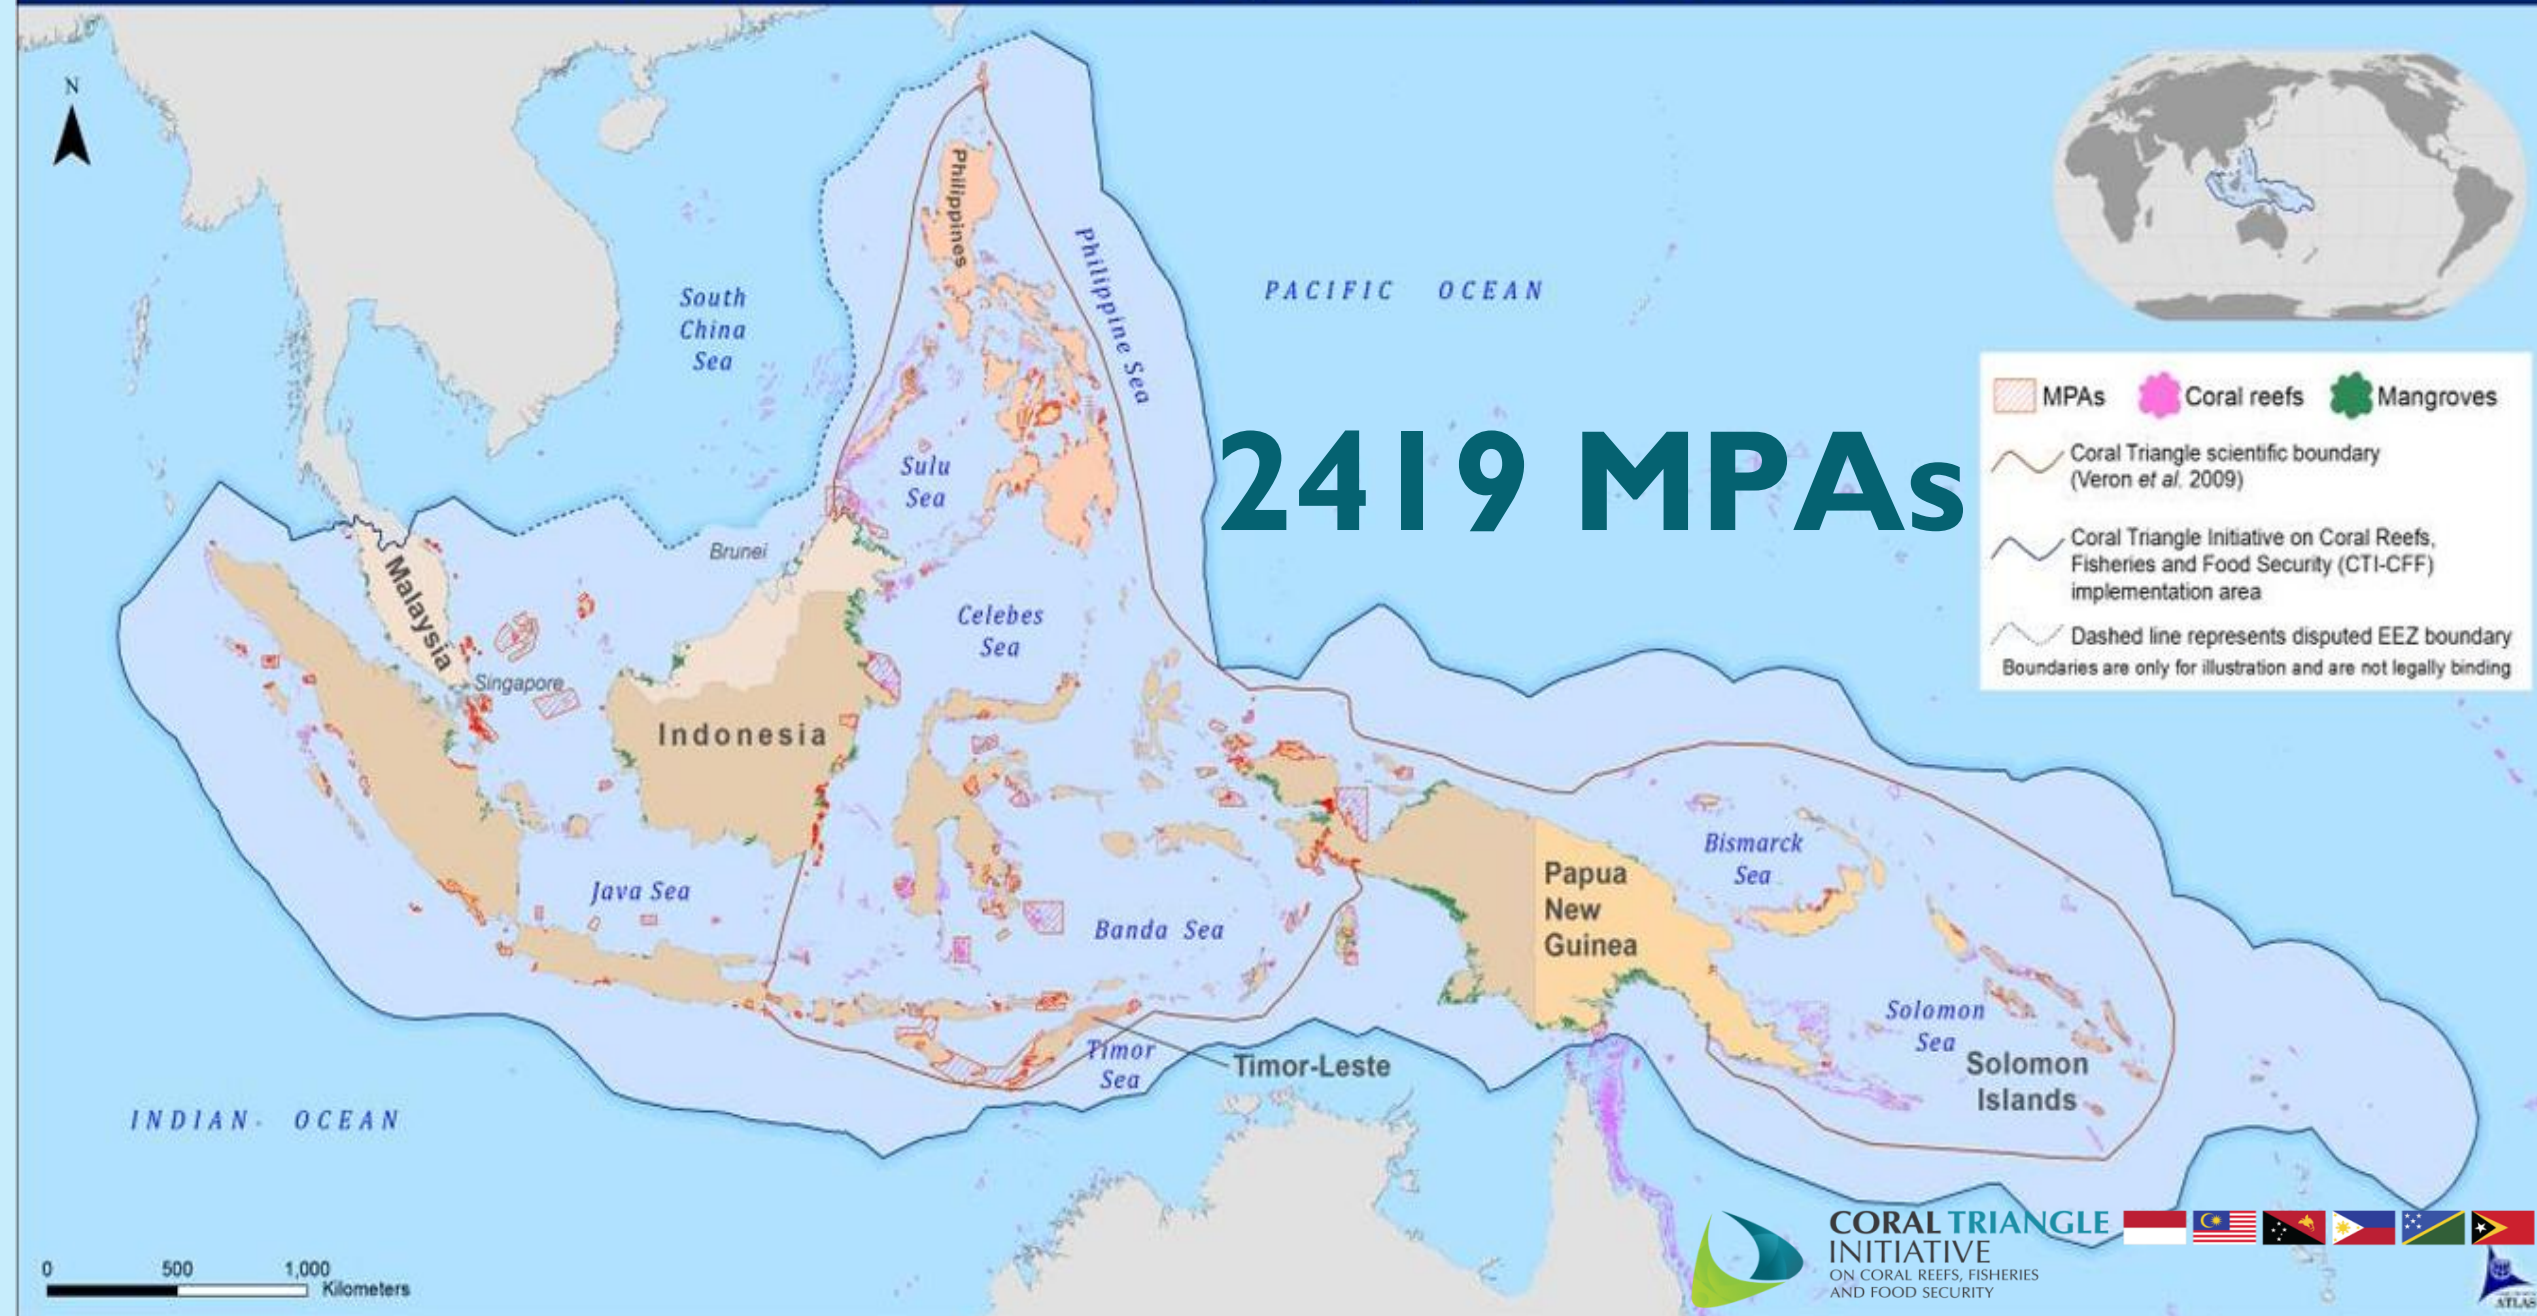 N
Philippines
Philippine Sea
South
China
Sea
PACIFIC OCEAN
2419 MPAs
MPAs
Coral reefs
Mangroves
Coral Triangle scientific boundary
(Veron et al. 2009)
Coral Triangle Initiative on Coral Reefs,
Fisheries and Food Security (CTI-CFF)
implementation area
Dashed line represents disputed EEZ boundary
Boundaries are only for illustration and are not legally binding
Sulu
Sea
Brunei
Malaysia
Celebes
Sea
Singapore
Indonesia
Java Sea
Banda Sea
Bismarck
Sea
Papua
New
Guinea
Solomon
Sea
Solomon
Islands
Timor
Sea
Timor-Leste
INDIAN OCEAN
0 500 1,000
Kilometers
CORAL TRIANGLE
INITIATIVE
ON CORAL REEFS, FISHERIES
AND FOOD SECURITY
ATLAS